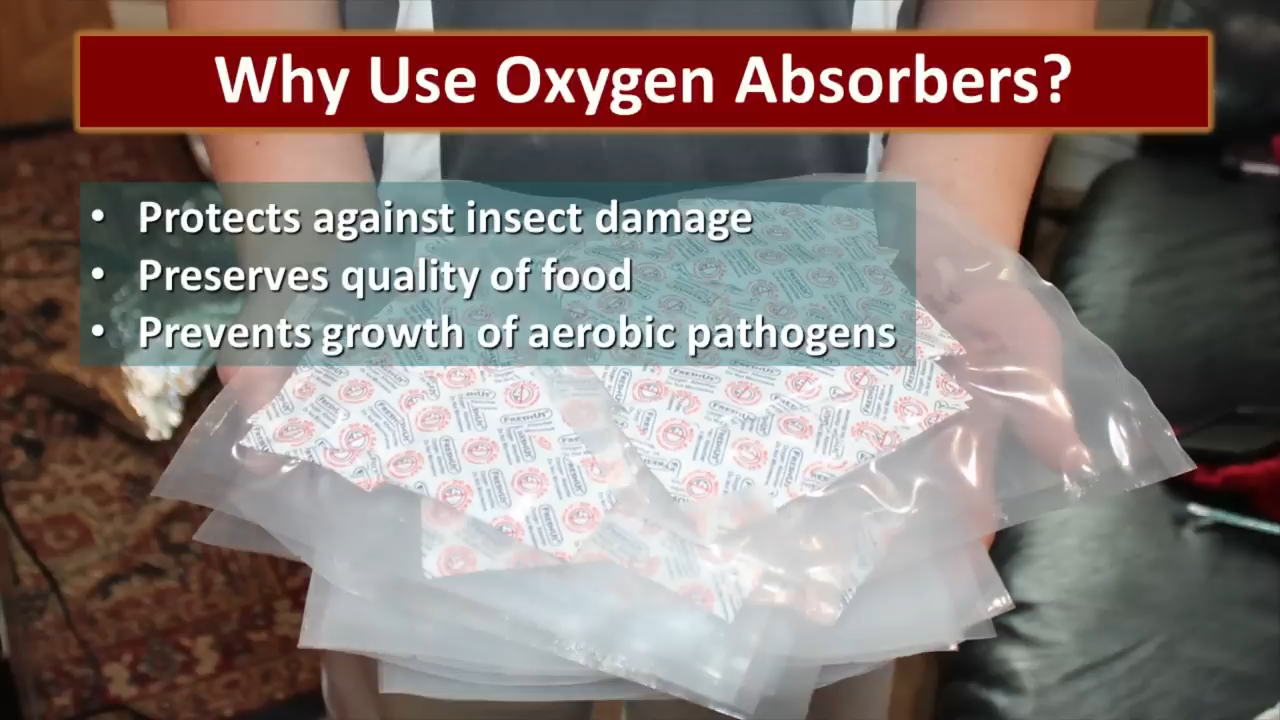 Why Use Oxygen Absorbers?
• Protects against insect damage
• Preserves quality of food
• Prevents growth of aerobic pathogens